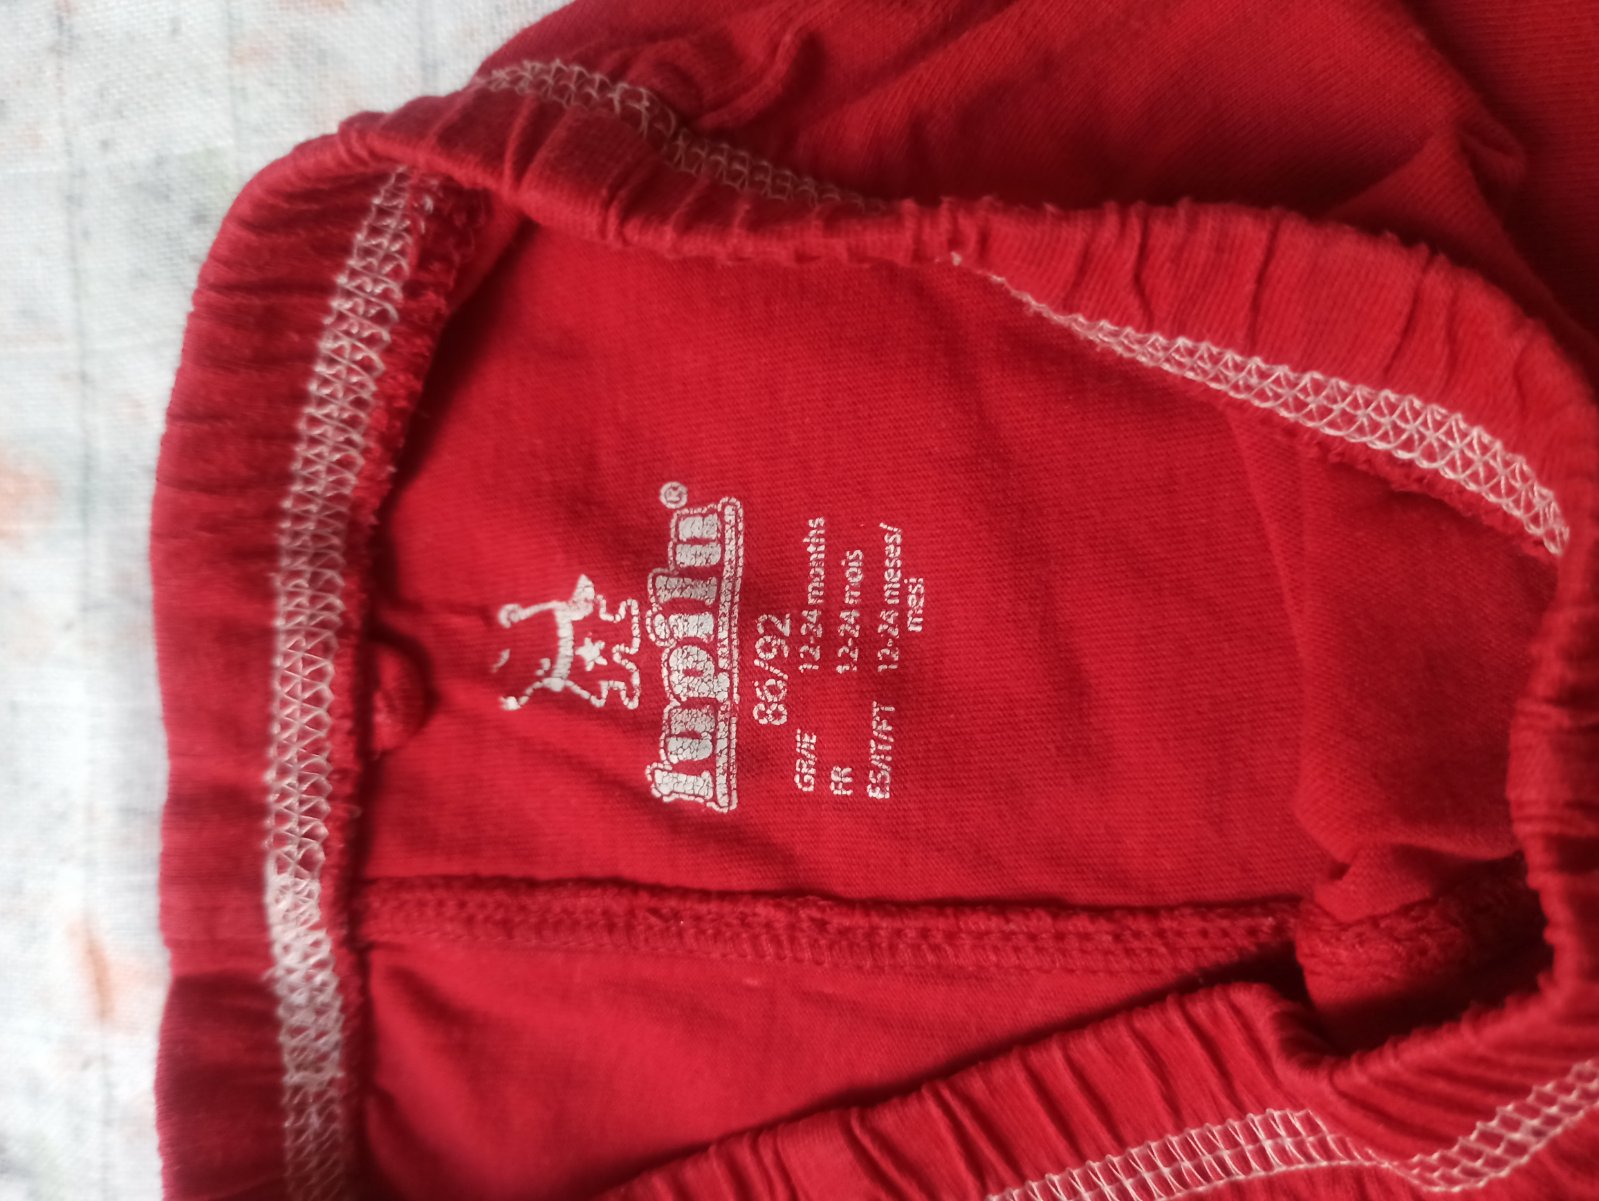 lupilu®
86/92
GB/IE 12-24 months
FR 12-24 mois
ES/IT/PT 12-24 meses/
mesi